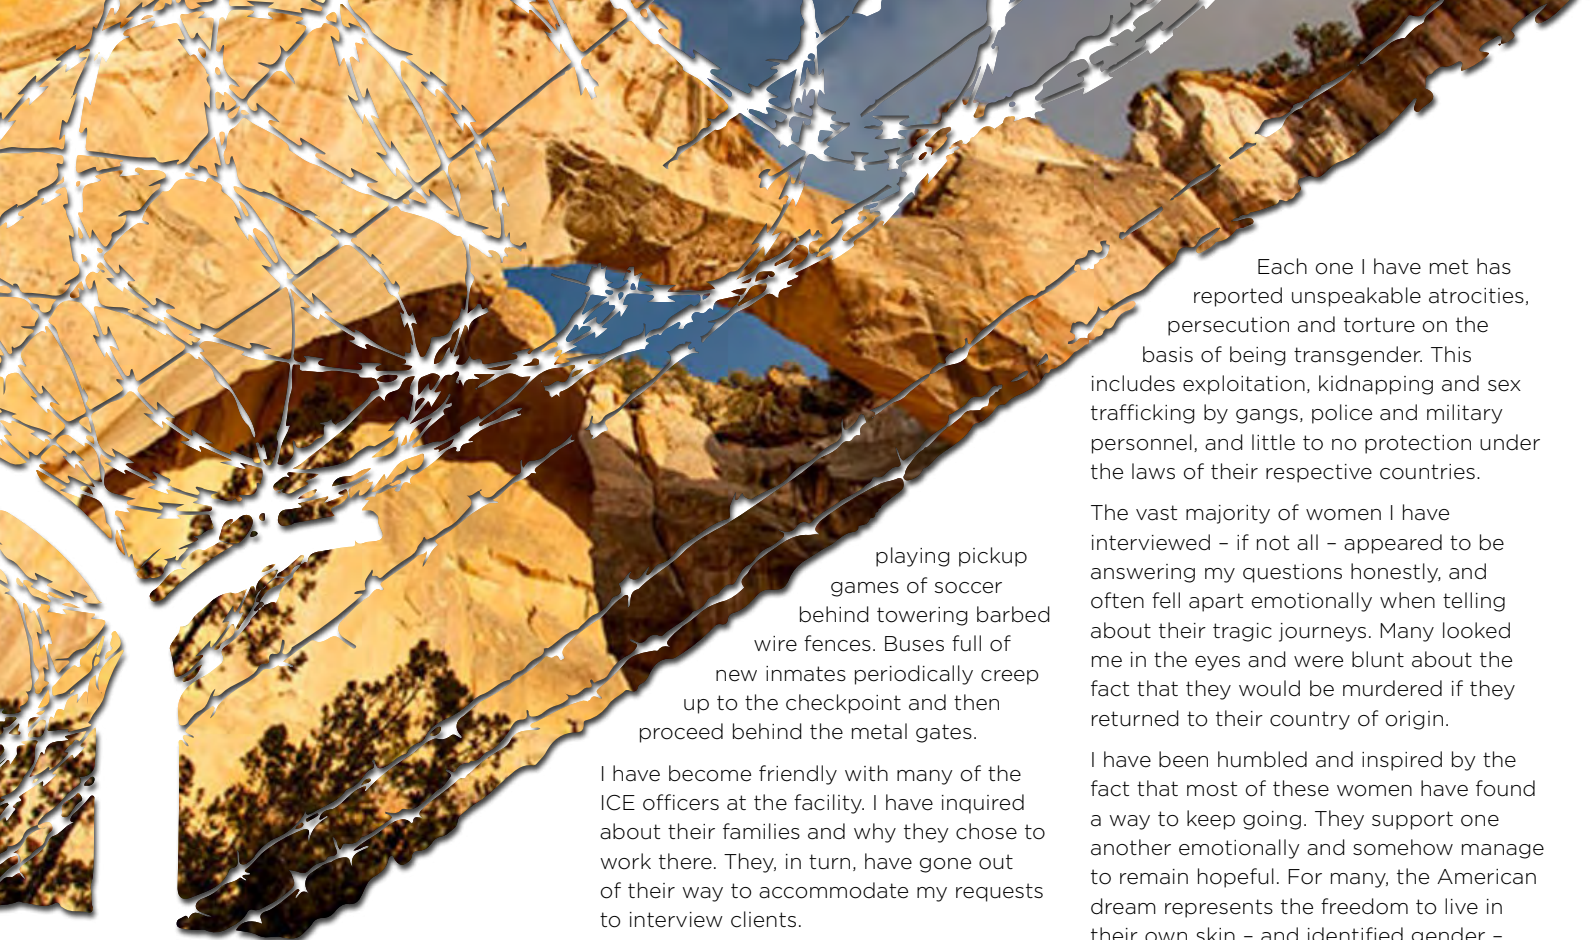 playing pickup
games of soccer
behind towering barbed
wire fences. Buses full of
new inmates periodically creep
up to the checkpoint and then
proceed behind the metal gates.
I have become friendly with many of the
ICE officers at the facility. I have inquired
about their families and why they chose to
work there. They, in turn, have gone out
of their way to accommodate my requests
to interview clients.
Each one I have met has
reported unspeakable atrocities,
persecution and torture on the
basis of being transgender. This
includes exploitation, kidnapping and sex
trafficking by gangs, police and military
personnel, and little to no protection under
the laws of their respective countries.
The vast majority of women I have
interviewed – if not all – appeared to be
answering my questions honestly, and
often fell apart emotionally when telling
about their tragic journeys. Many looked
me in the eyes and were blunt about the
fact that they would be murdered if they
returned to their country of origin.
I have been humbled and inspired by the
fact that most of these women have found
a way to keep going. They support one
another emotionally and somehow manage
to remain hopeful. For many, the American
dream represents the freedom to live in
their own skin – and identified gender –